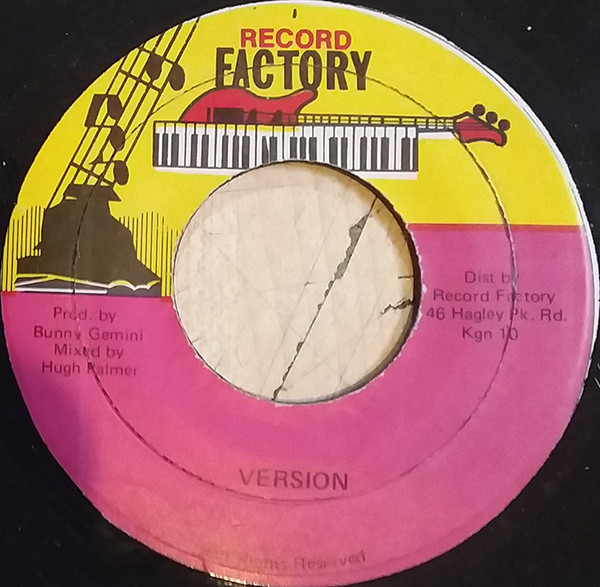 RECORD
FACTORY
Prod. by
Bunny Gemini
Mixed by
Hugh Palmer
Dist by
Record Factory
46 Hagley Pk. Rd.
Kgn 10
VERSION
Rights Reserved